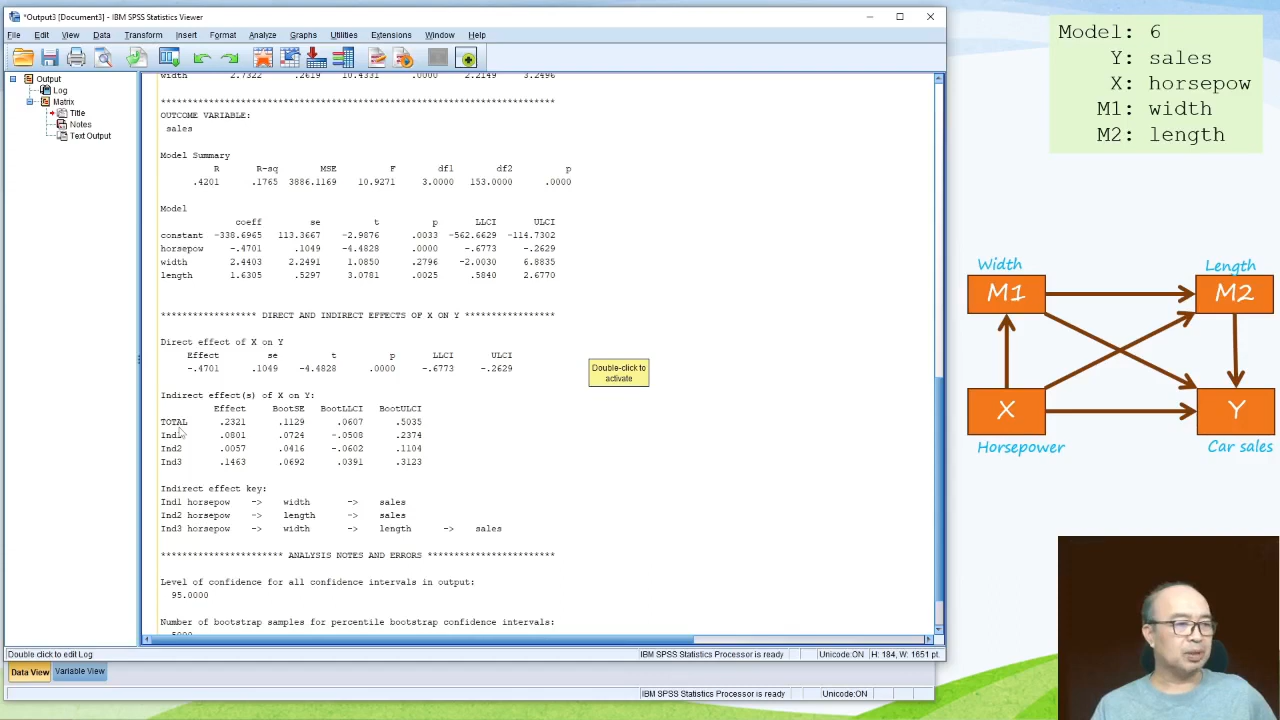 *Output3 [Document3] - IBM SPSS Statistics Viewer
File Edit View Data Transform Insert Format Analyze Graphs Utilities Extensions Window Help
Output
Log
Matrix
Title
Notes
Text Output
width 2.7322 .2619 10.4331 .0000 2.2149 3.2496
**************************************************************************
OUTCOME VARIABLE:
sales
Model Summary
R R-sq MSE F df1 df2 p
.4201 .1765 3886.1169 10.9271 3.0000 153.0000 .0000
Model
coeff se t p LLCI ULCI
constant -338.6965 113.3667 -2.9876 .0033 -562.6629 -114.7302
horsepow -.4701 .1049 -4.4828 .0000 -.6773 -.2629
width 2.4403 2.2491 1.0850 .2796 -2.0030 6.8835
length 1.6305 .5297 3.0781 .0025 .5840 2.6770
****************** DIRECT AND INDIRECT EFFECTS OF X ON Y *****************
Direct effect of X on Y
Effect se t p LLCI ULCI
-.4701 .1049 -4.4828 .0000 -.6773 -.2629
Indirect effect(s) of X on Y:
Effect BootSE BootLLCI BootULCI
TOTAL .2321 .1129 .0607 .5035
Ind1 .0801 .0724 -.0508 .2374
Ind2 .0057 .0416 -.0602 .1104
Ind3 .1463 .0692 .0391 .3123
Indirect effect key:
Ind1 horsepow -> width -> sales
Ind2 horsepow -> length -> sales
Ind3 horsepow -> width -> length -> sales
*********************** ANALYSIS NOTES AND ERRORS ************************
Level of confidence for all confidence intervals in output:
95.0000
Number of bootstrap samples for percentile bootstrap confidence intervals:
5000
Double-click to
activate
Double click to edit Log
IBM SPSS Statistics Processor is ready Unicode:ON H: 184, W: 1651 pt.
Data View Variable View
IBM SPSS Statistics Processor is ready Unicode:ON
Model: 6
Y: sales
X: horsepow
M1: width
M2: length
Width
Length
M1
M2
X
Y
Horsepower
Car sales